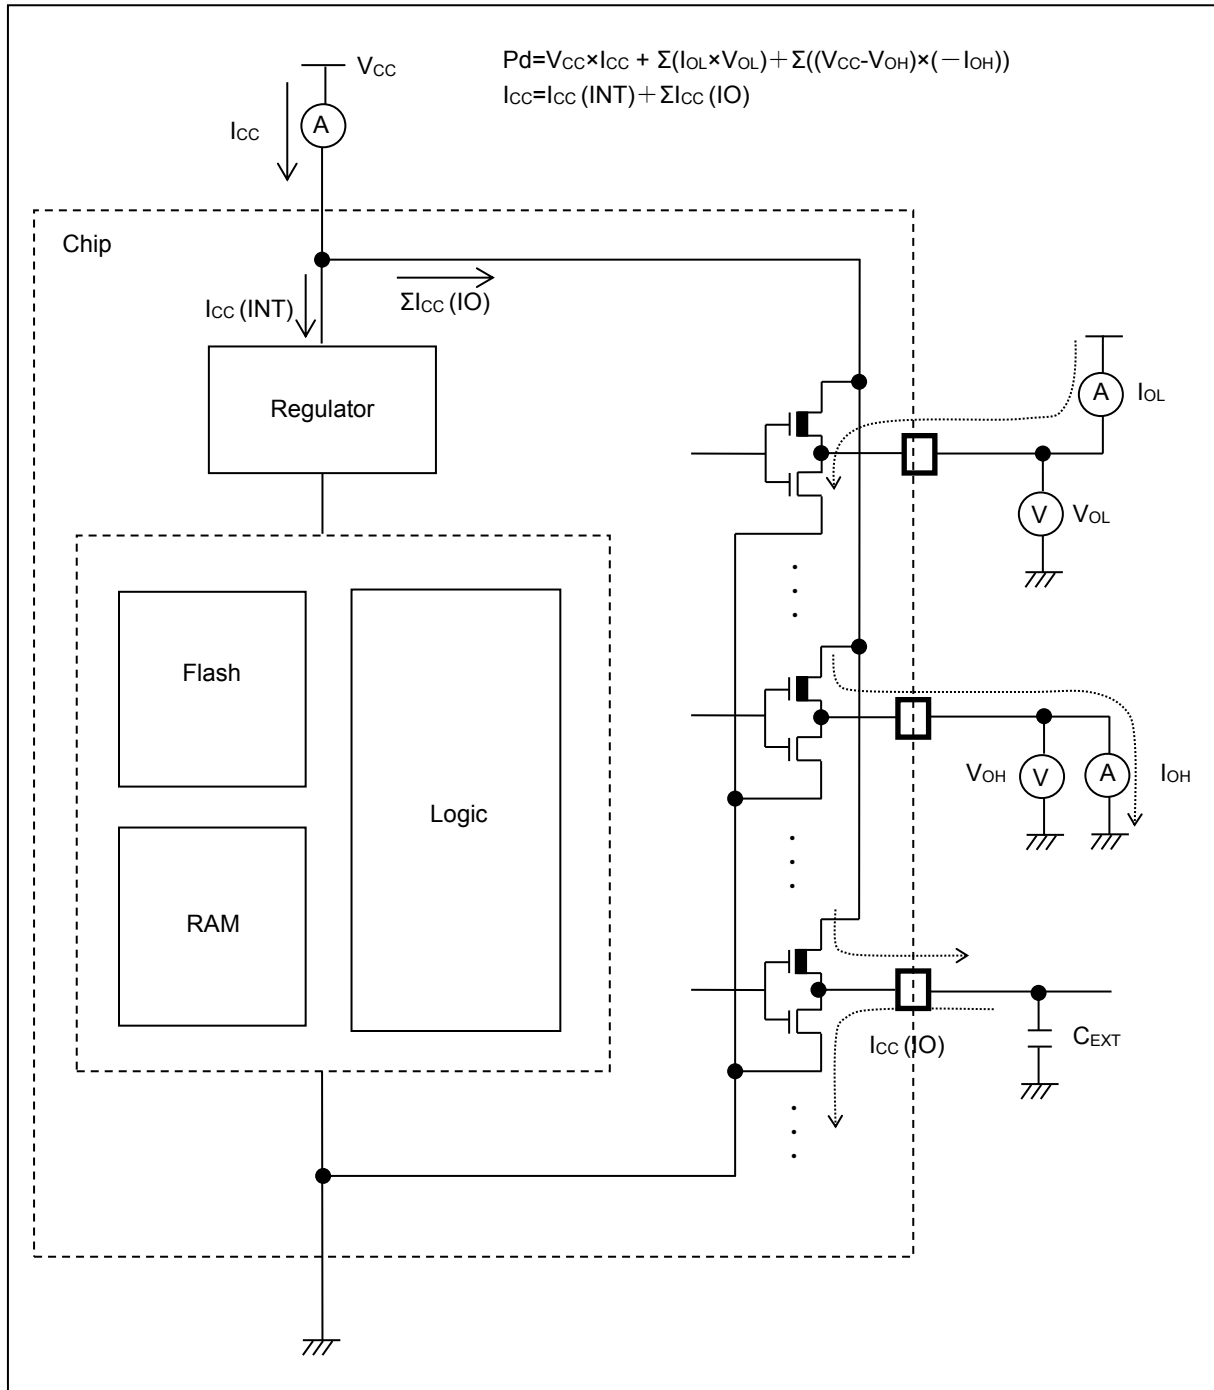 Pd=VCC×ICC + Σ(IOL×VOL)+Σ((VCC-VOH)×(-IOH))
ICC=ICC (INT)+ΣICC (IO)
VCC
A
ICC
Chip
ICC (INT)
ΣICC (IO)
Regulator
A
IOL
V
VOL
Flash
Logic
RAM
VOH
V
A
IOH
ICC (IO)
CEXT